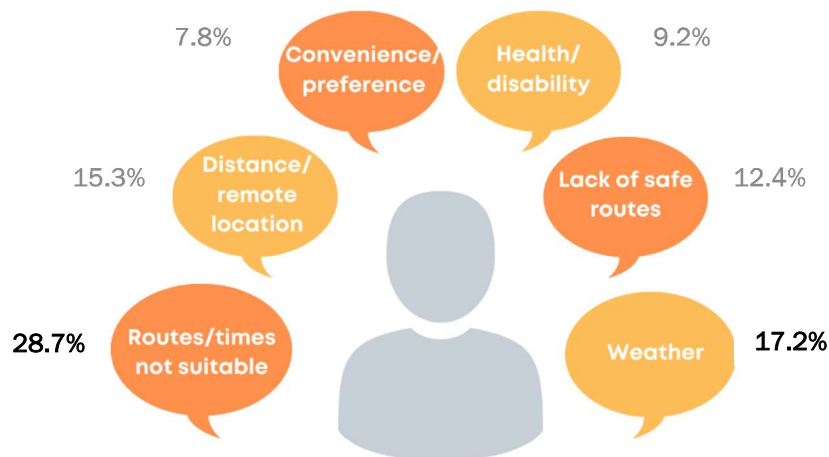 7.8%
Convenience/
preference
Health/
disability
9.2%
15.3%
Distance/
remote
location
Lack of safe
routes
12.4%
28.7%
Routes/times
not suitable
Weather
17.2%